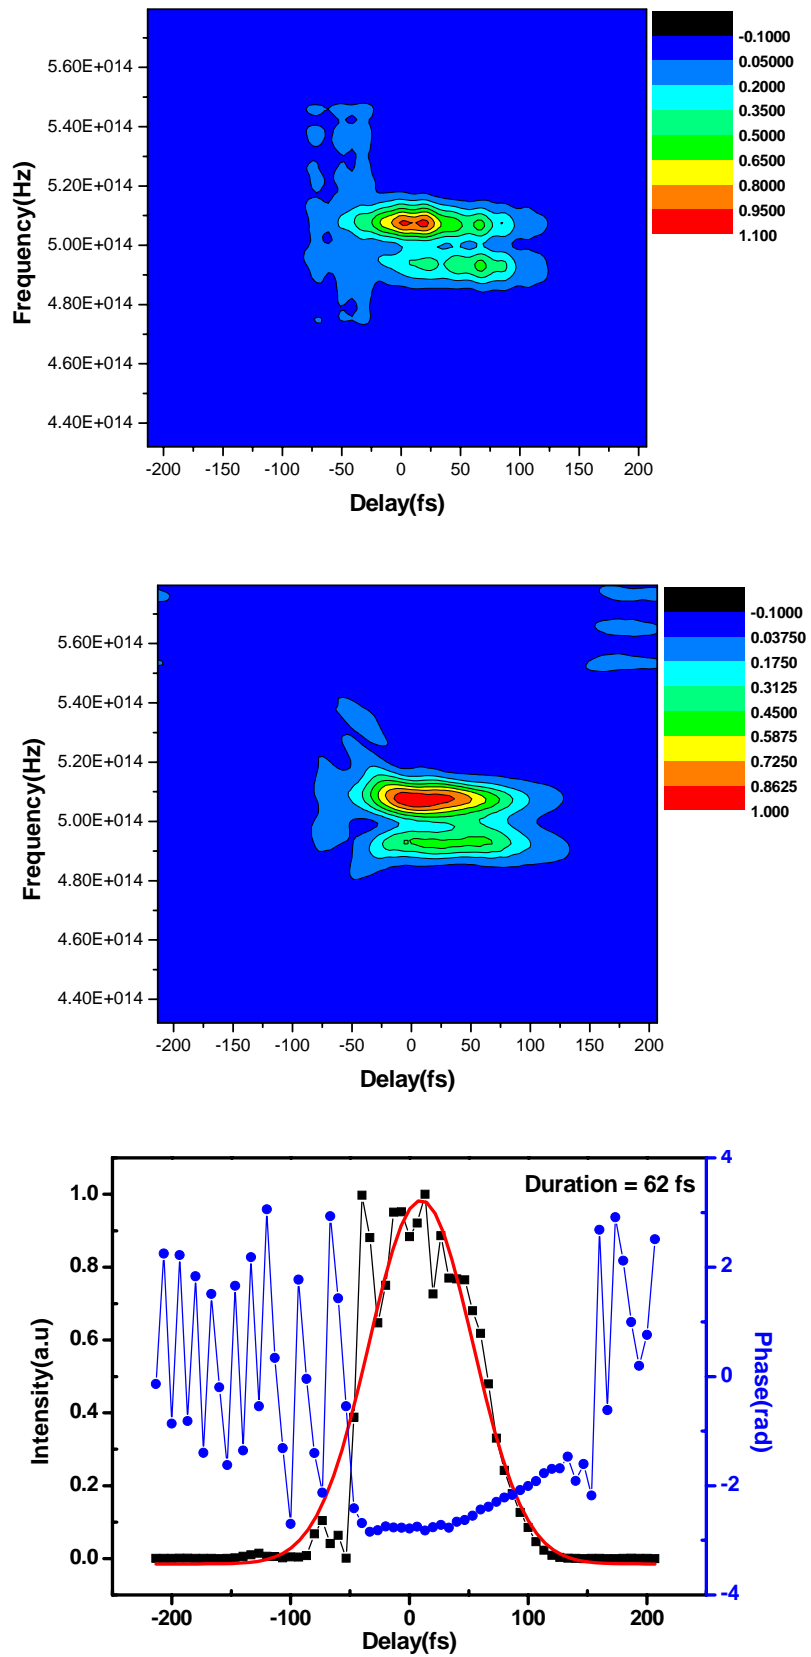 5.60E+014
5.40E+014
5.20E+014
5.00E+014
4.80E+014
4.60E+014
4.40E+014
Frequency(Hz)
-200 -150 -100 -50 0 50 100 150 200
Delay(fs)
-0.1000
0.05000
0.2000
0.3500
0.5000
0.6500
0.8000
0.9500
1.100
5.60E+014
5.40E+014
5.20E+014
5.00E+014
4.80E+014
4.60E+014
4.40E+014
Frequency(Hz)
-200 -150 -100 -50 0 50 100 150 200
Delay(fs)
-0.1000
0.03750
0.1750
0.3125
0.4500
0.5875
0.7250
0.8625
1.000
Duration = 62 fs
1.0
0.8
0.6
0.4
0.2
0.0
Intensity(a.u)
4
2
0
-2
-4
Phase(rad)
-200 -100 0 100 200
Delay(fs)